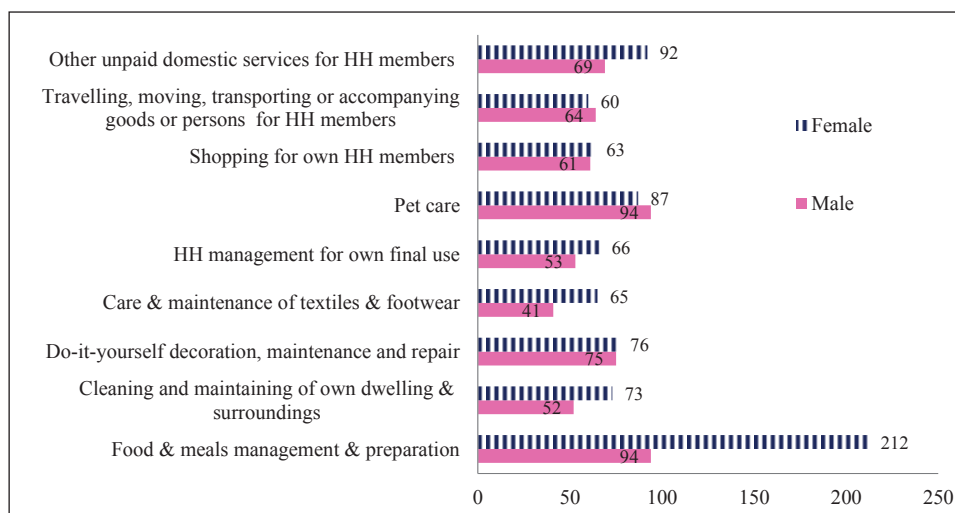 Other unpaid domestic services for HH members
92
69
Travelling, moving, transporting or accompanying
goods or persons for HH members
60
64
Shopping for own HH members
63
61
Pet care
87
94
HH management for own final use
66
53
Care & maintenance of textiles & footwear
65
41
Do-it-yourself decoration, maintenance and repair
76
75
Cleaning and maintaining of own dwelling &
surroundings
73
52
Food & meals management & preparation
212
94
0 50 100 150 200 250
Female
Male